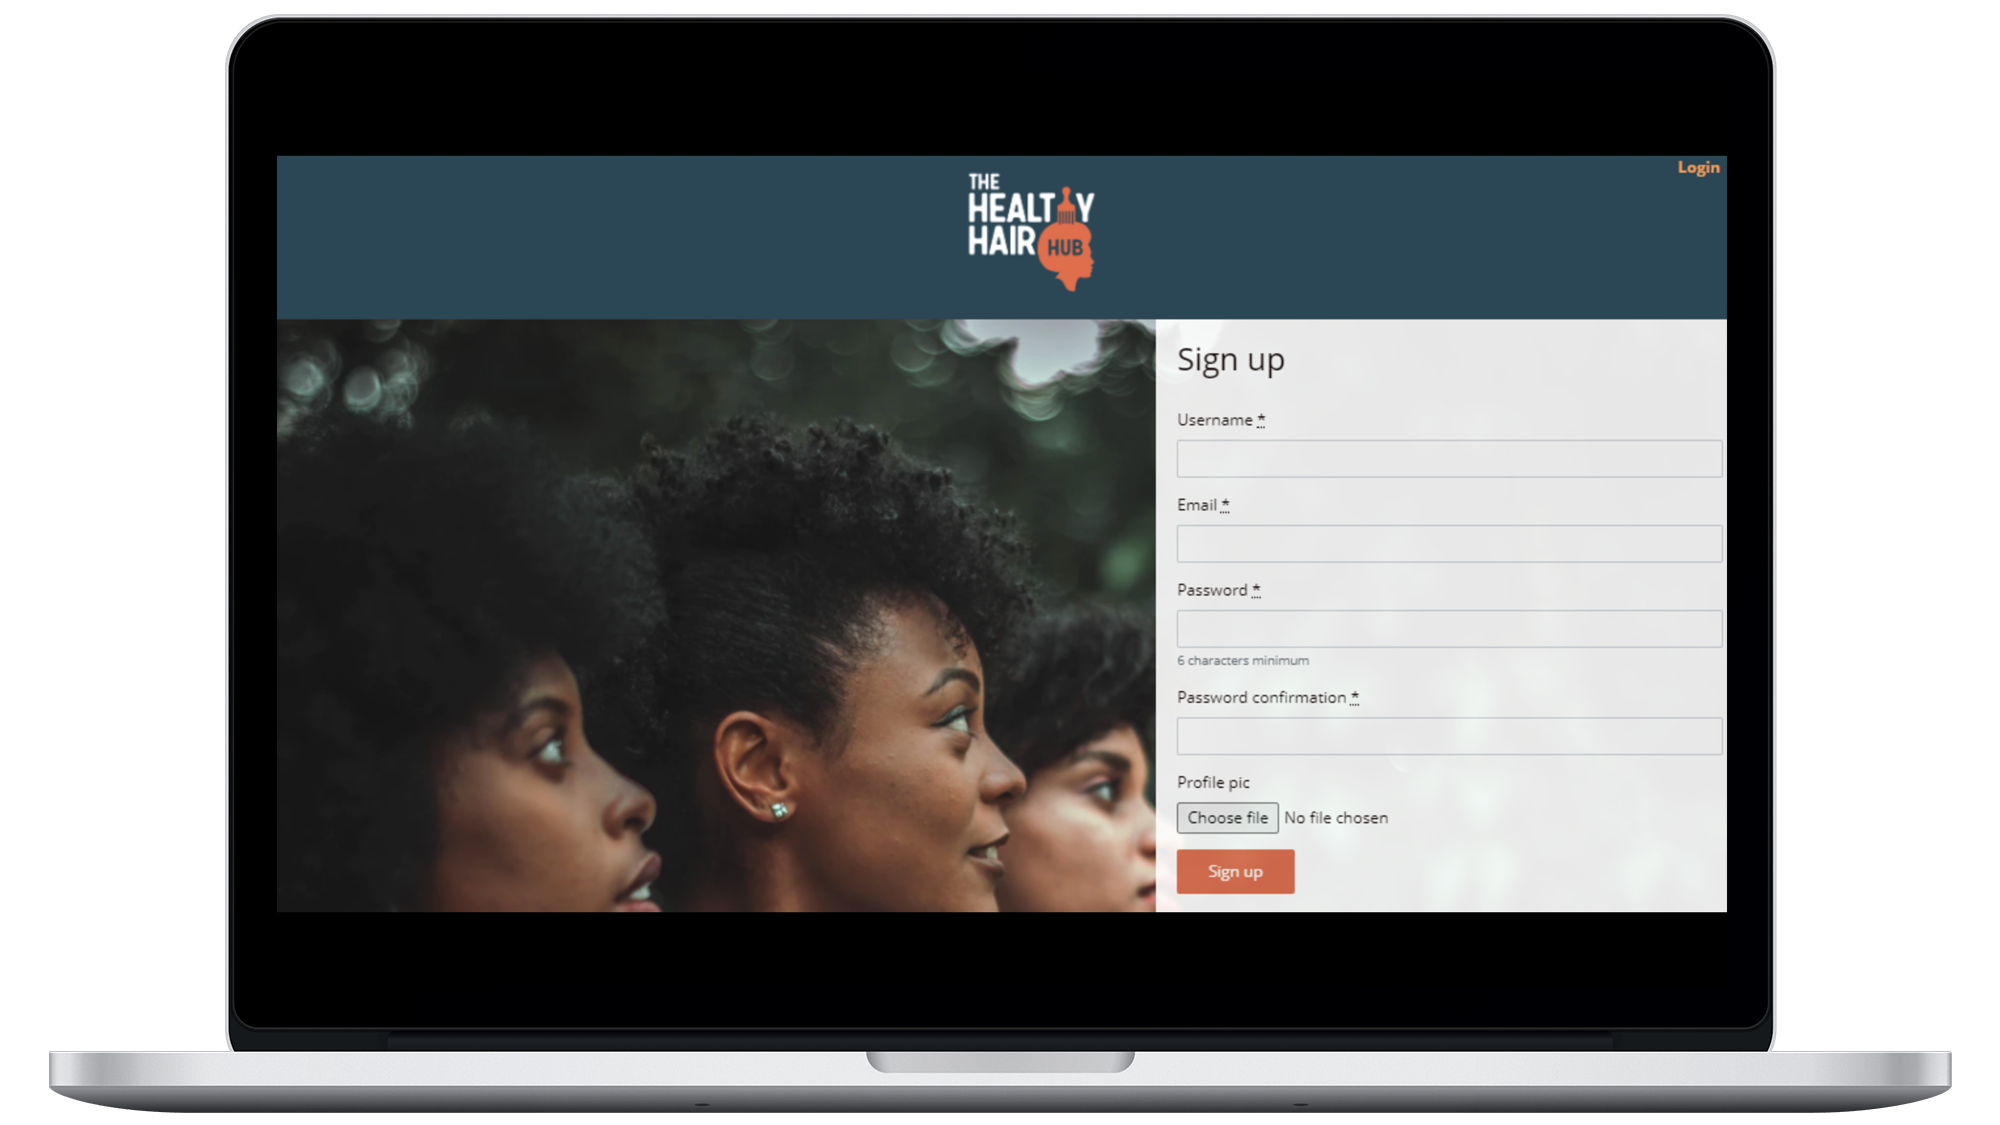 Login
THE
HEALTHY
HAIR HUB
Sign up
Username *
Email *
Password *
6 characters minimum
Password confirmation *
Profile pic
Choose file No file chosen
Sign up